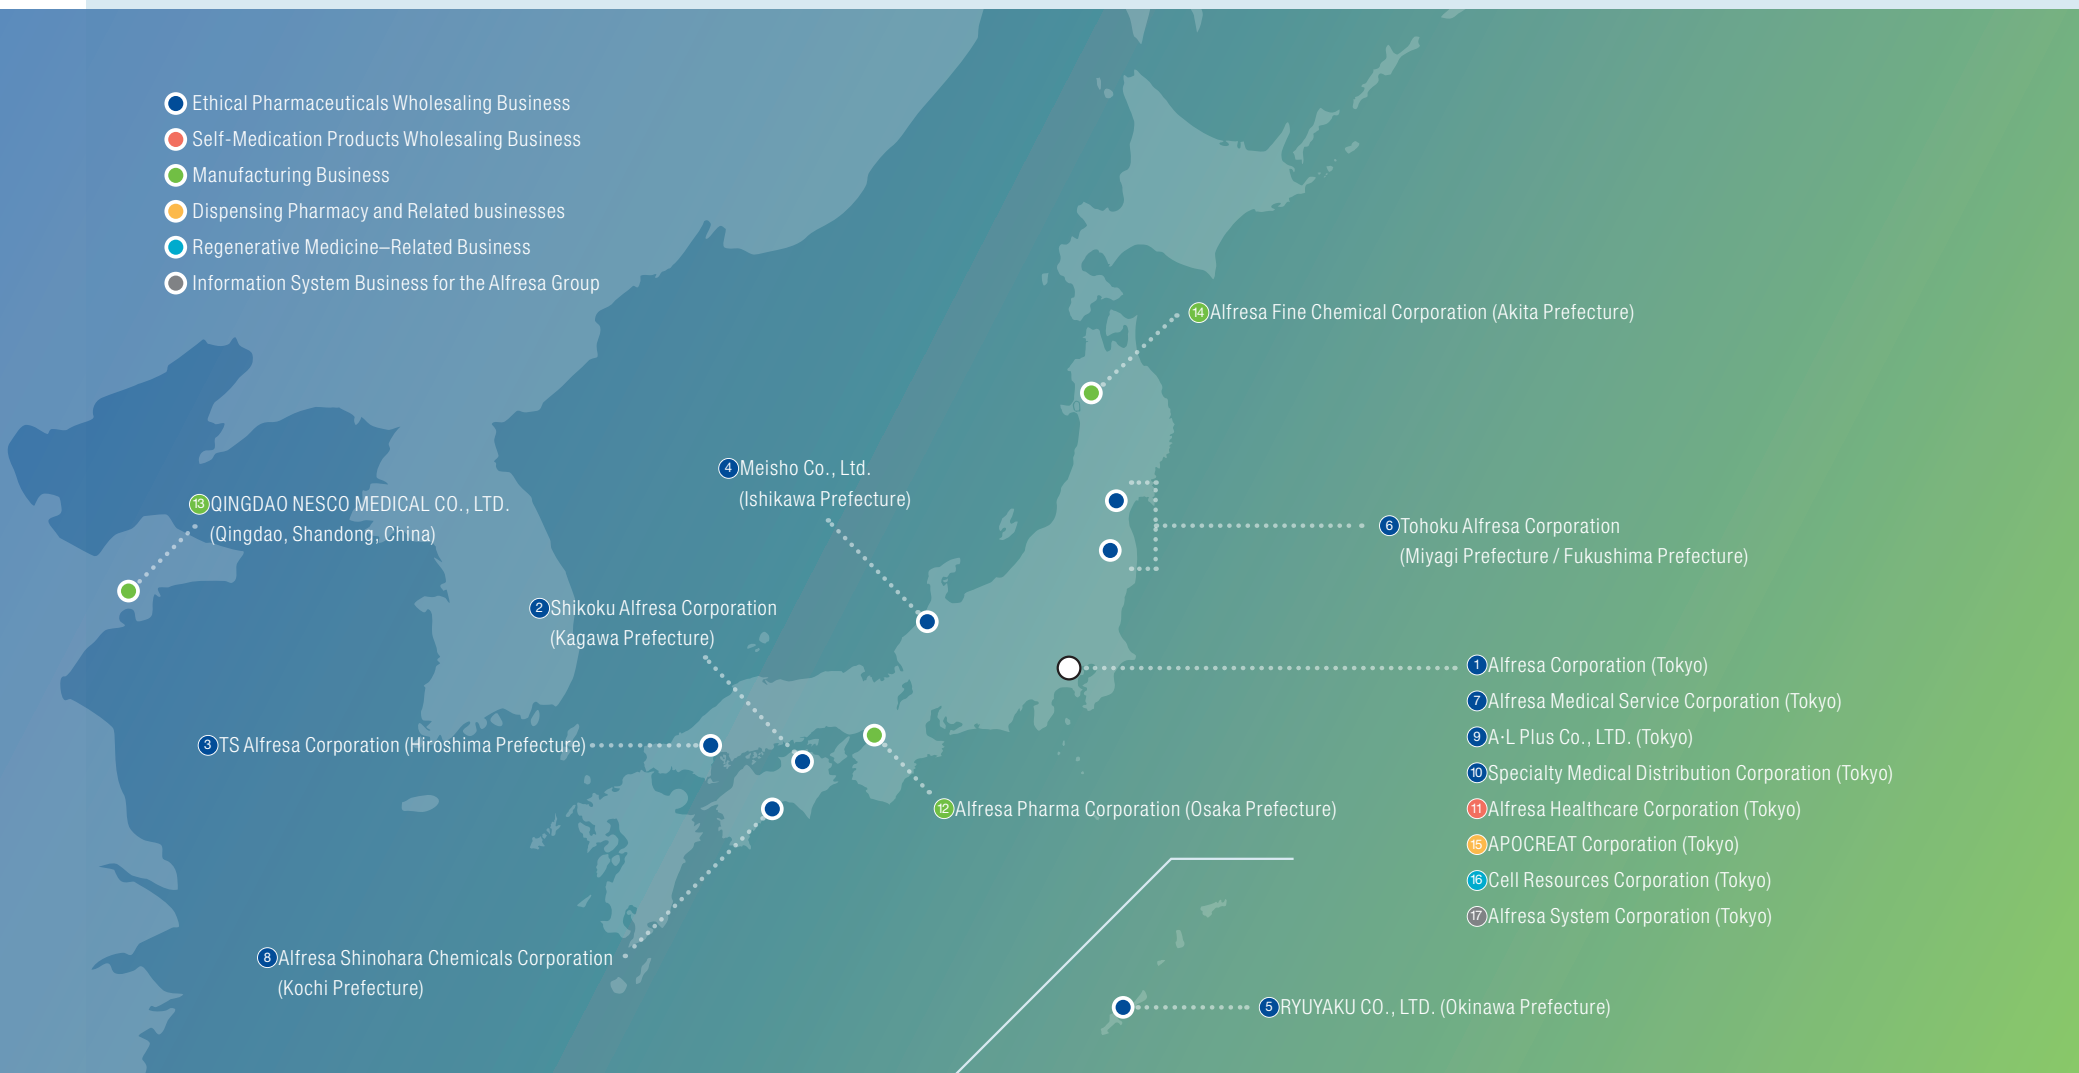 Ethical Pharmaceuticals Wholesaling Business
Self-Medication Products Wholesaling Business
Manufacturing Business
Dispensing Pharmacy and Related businesses
Regenerative Medicine–Related Business
Information System Business for the Alfresa Group
14 Alfresa Fine Chemical Corporation (Akita Prefecture)
4 Meisho Co., Ltd.
(Ishikawa Prefecture)
13 QINGDAO NESCO MEDICAL CO., LTD.
(Qingdao, Shandong, China)
6 Tohoku Alfresa Corporation
(Miyagi Prefecture / Fukushima Prefecture)
2 Shikoku Alfresa Corporation
(Kagawa Prefecture)
3 TS Alfresa Corporation (Hiroshima Prefecture)
12 Alfresa Pharma Corporation (Osaka Prefecture)
1 Alfresa Corporation (Tokyo)
7 Alfresa Medical Service Corporation (Tokyo)
9 A·L Plus Co., LTD. (Tokyo)
10 Specialty Medical Distribution Corporation (Tokyo)
11 Alfresa Healthcare Corporation (Tokyo)
15 APOCREAT Corporation (Tokyo)
16 Cell Resources Corporation (Tokyo)
17 Alfresa System Corporation (Tokyo)
8 Alfresa Shinohara Chemicals Corporation
(Kochi Prefecture)
5 RYUYAKU CO., LTD. (Okinawa Prefecture)